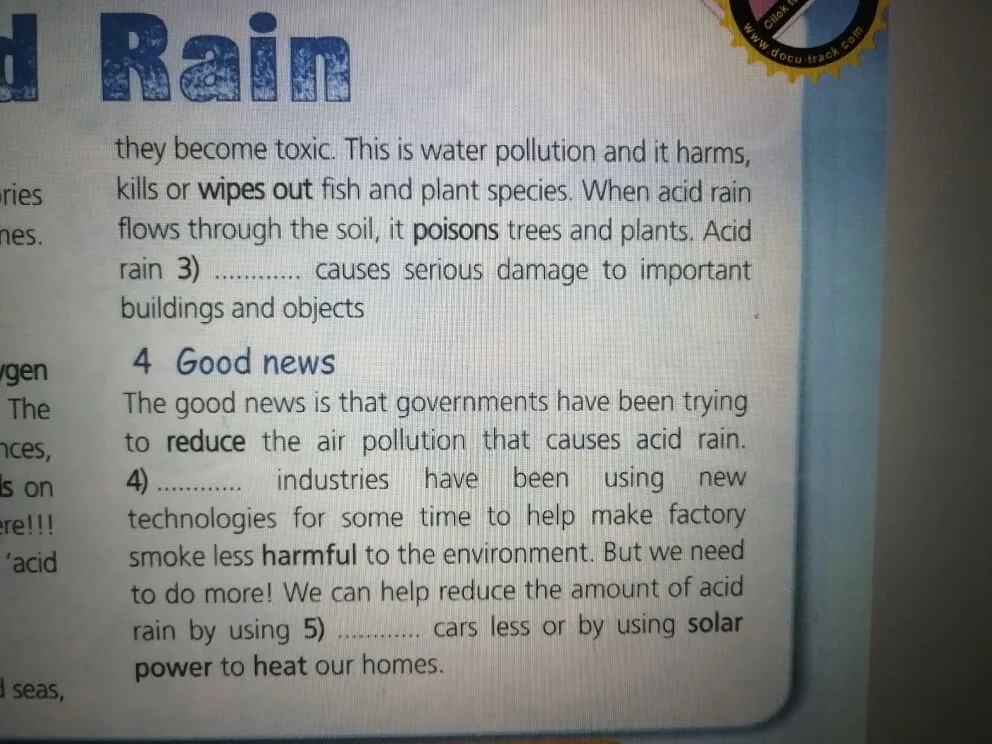 d Rain
Click t
www.docu-track.com
ries
nes.
ygen
The
nces,
ls on
ere!!!
'acid
d seas,
they become toxic. This is water pollution and it harms,
kills or wipes out fish and plant species. When acid rain
flows through the soil, it poisons trees and plants. Acid
rain 3) ............ causes serious damage to important
buildings and objects
4 Good news
The good news is that governments have been trying
to reduce the air pollution that causes acid rain.
4) ............ industries have been using new
technologies for some time to help make factory
smoke less harmful to the environment. But we need
to do more! We can help reduce the amount of acid
rain by using 5) ............ cars less or by using solar
power to heat our homes.